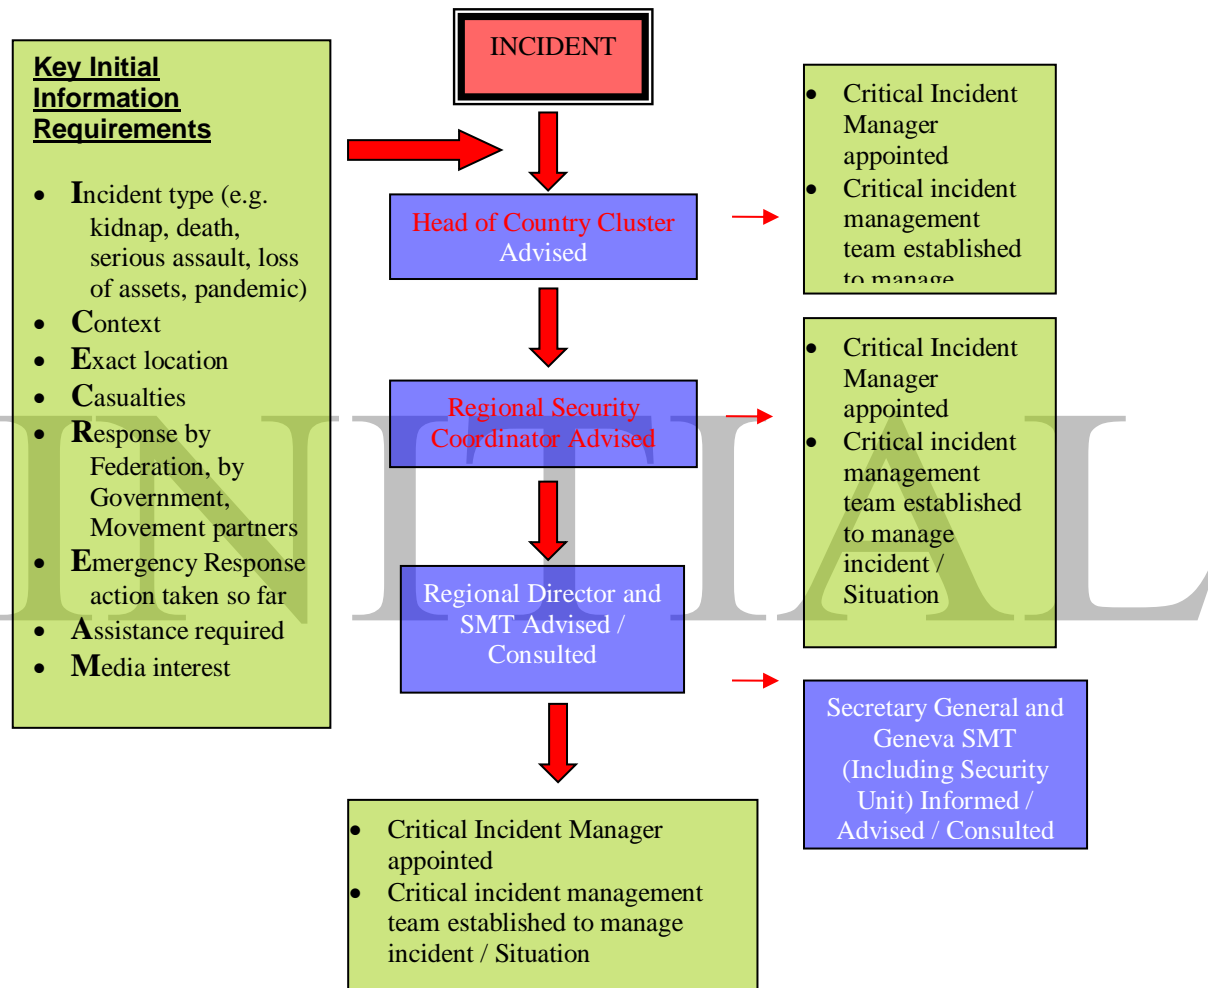 INCIDENT
Key Initial
Information
Requirements
• Incident type (e.g.
kidnap, death,
serious assault, loss
of assets, pandemic)
• Context
• Exact location
• Casualties
• Response by
Federation, by
Government,
Movement partners
• Emergency Response
action taken so far
• Assistance required
• Media interest
Head of Country Cluster
Advised
• Critical Incident
Manager
appointed
• Critical incident
management
team established
to manage
Regional Security
Coordinator Advised
• Critical Incident
Manager
appointed
• Critical incident
management
team established
to manage
incident /
Situation
Regional Director and
SMT Advised /
Consulted
Secretary General and
Geneva SMT
(Including Security
Unit) Informed /
Advised / Consulted
• Critical Incident Manager
appointed
• Critical incident management
team established to manage
incident / Situation
INITIAL